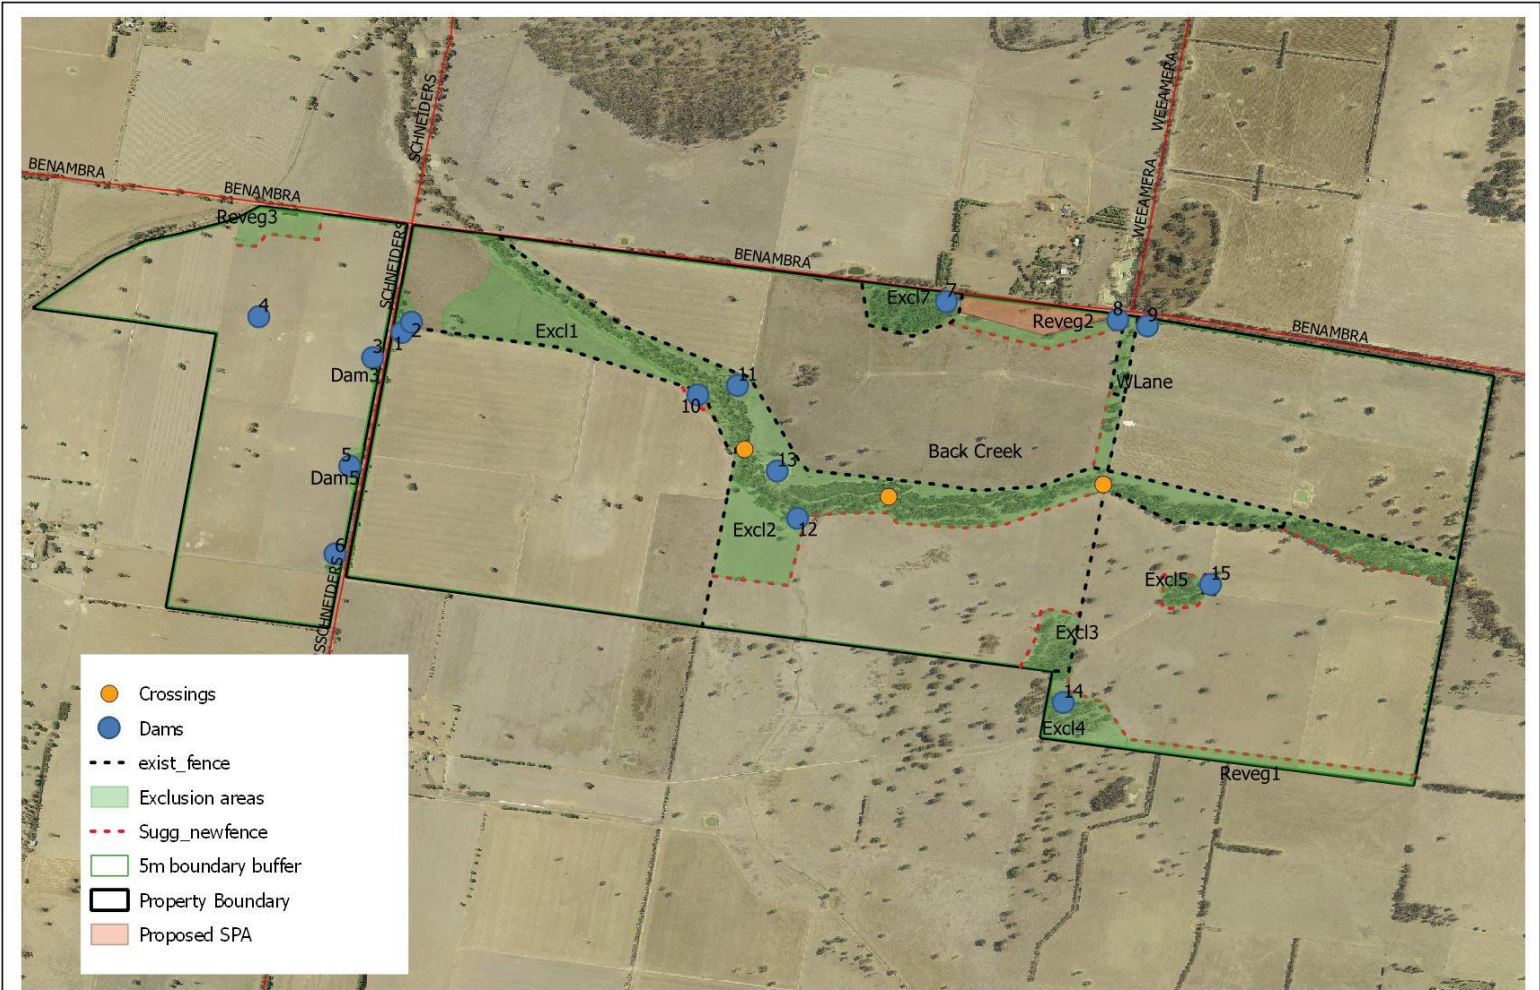 SCHNEIDERS
WEEAMERA
BENAMBRA
BENAMBRA
WEEAMERA
Reveg3
SCHNEIDERS
BENAMBRA
Excl7
7
4
Reveg2
8
9
Excl1
2
1
BENAMBRA
3
Dam3
11
WLane
10
Back Creek
5
13
Dam5
Excl2
12
6
SSCHNEIDERS
Excl5
15
Excl3
14
Excl4
Reveg1
Crossings
Dams
exist_fence
Exclusion areas
Sugg_newfence
5m boundary buffer
Property Boundary
Proposed SPA